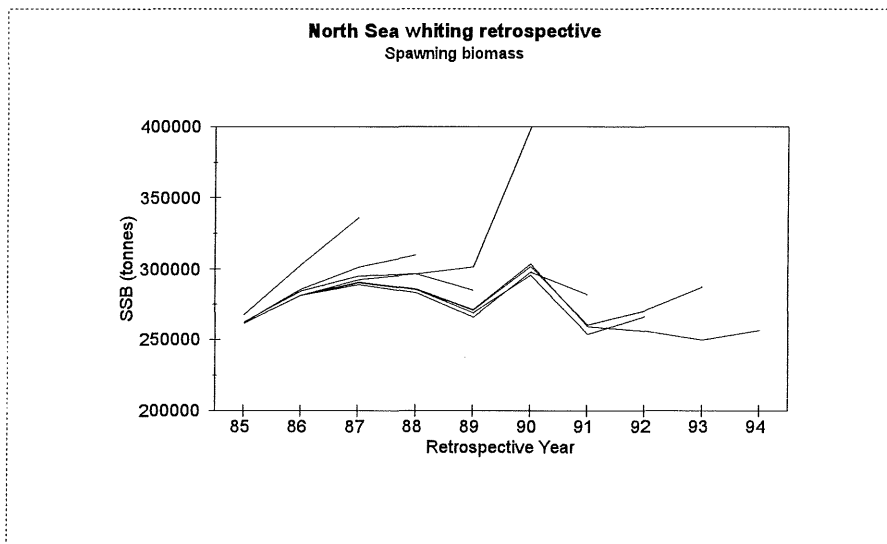 North Sea whiting retrospective
Spawning biomass
SSB (tonnes)
400000
350000
300000
250000
200000
85 86 87 88 89 90 91 92 93 94
Retrospective Year